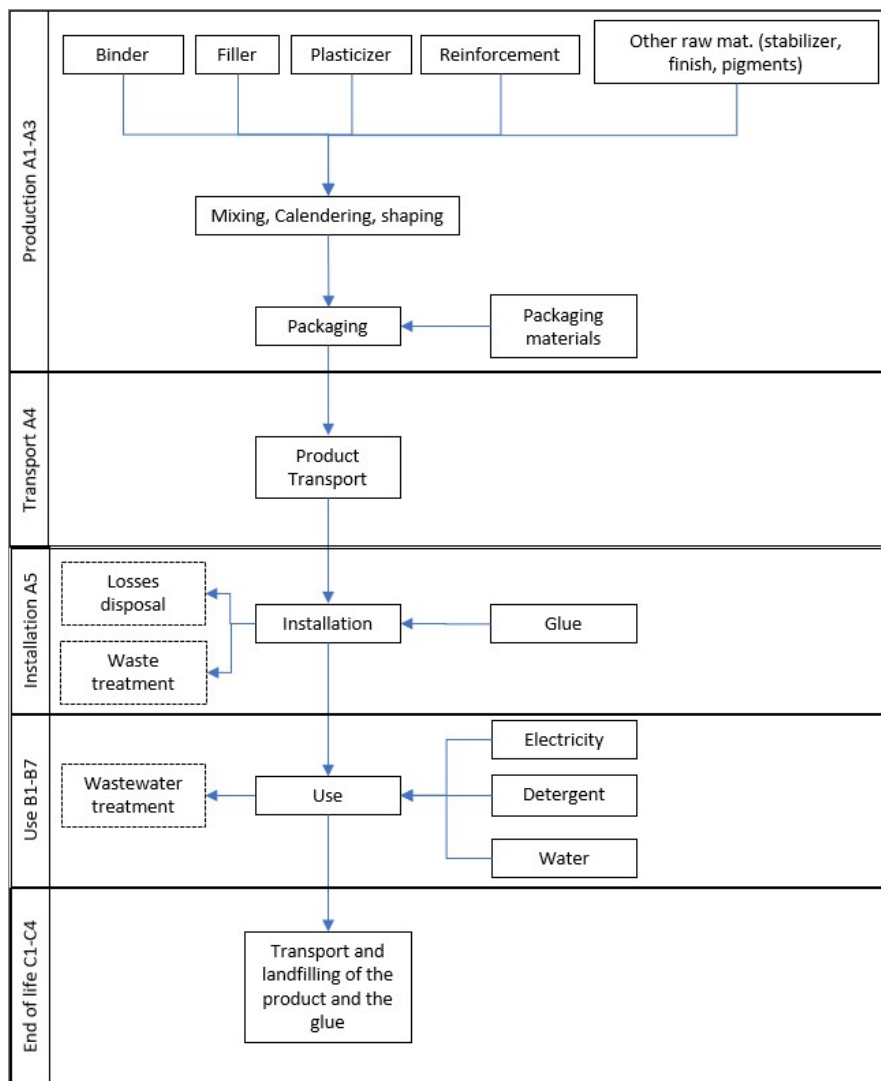 Production A1-A3
Binder
Filler
Plasticizer
Reinforcement
Other raw mat. (stabilizer,
finish, pigments)
Mixing, Calendering, shaping
Packaging
Packaging
materials
Transport A4
Product
Transport
Installation A5
Losses
disposal
Installation
Glue
Waste
treatment
Use B1-B7
Electricity
Wastewater
treatment
Use
Detergent
Water
End of life C1-C4
Transport and
landfilling of the
product and the
glue